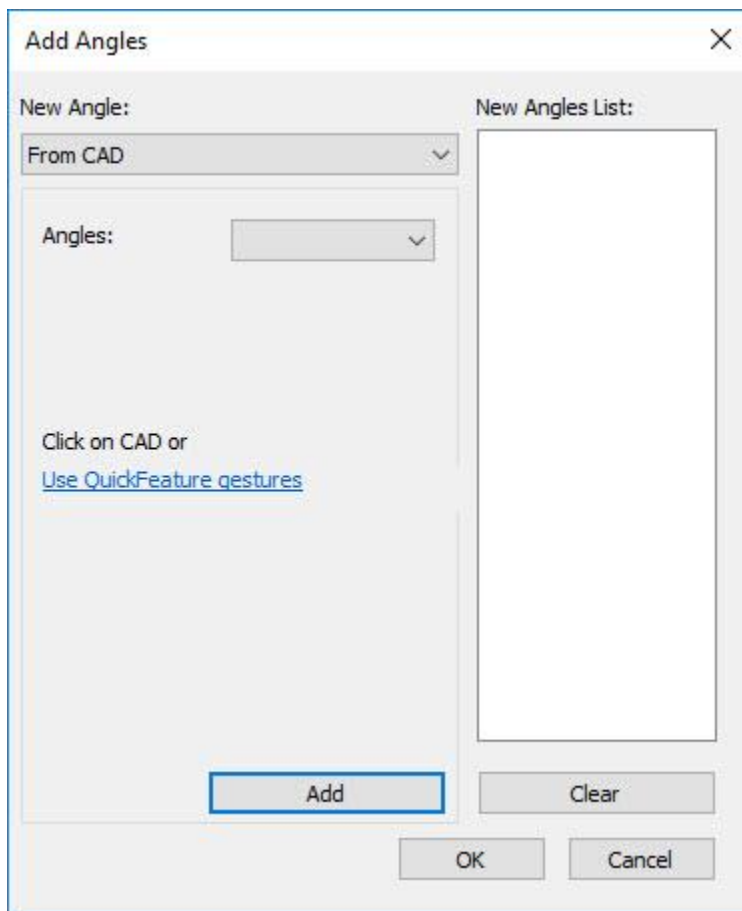 Add Angles
New Angle:
New Angles List:
From CAD
Angles:
Click on CAD or
Use QuickFeature gestures
Add
Clear
OK
Cancel